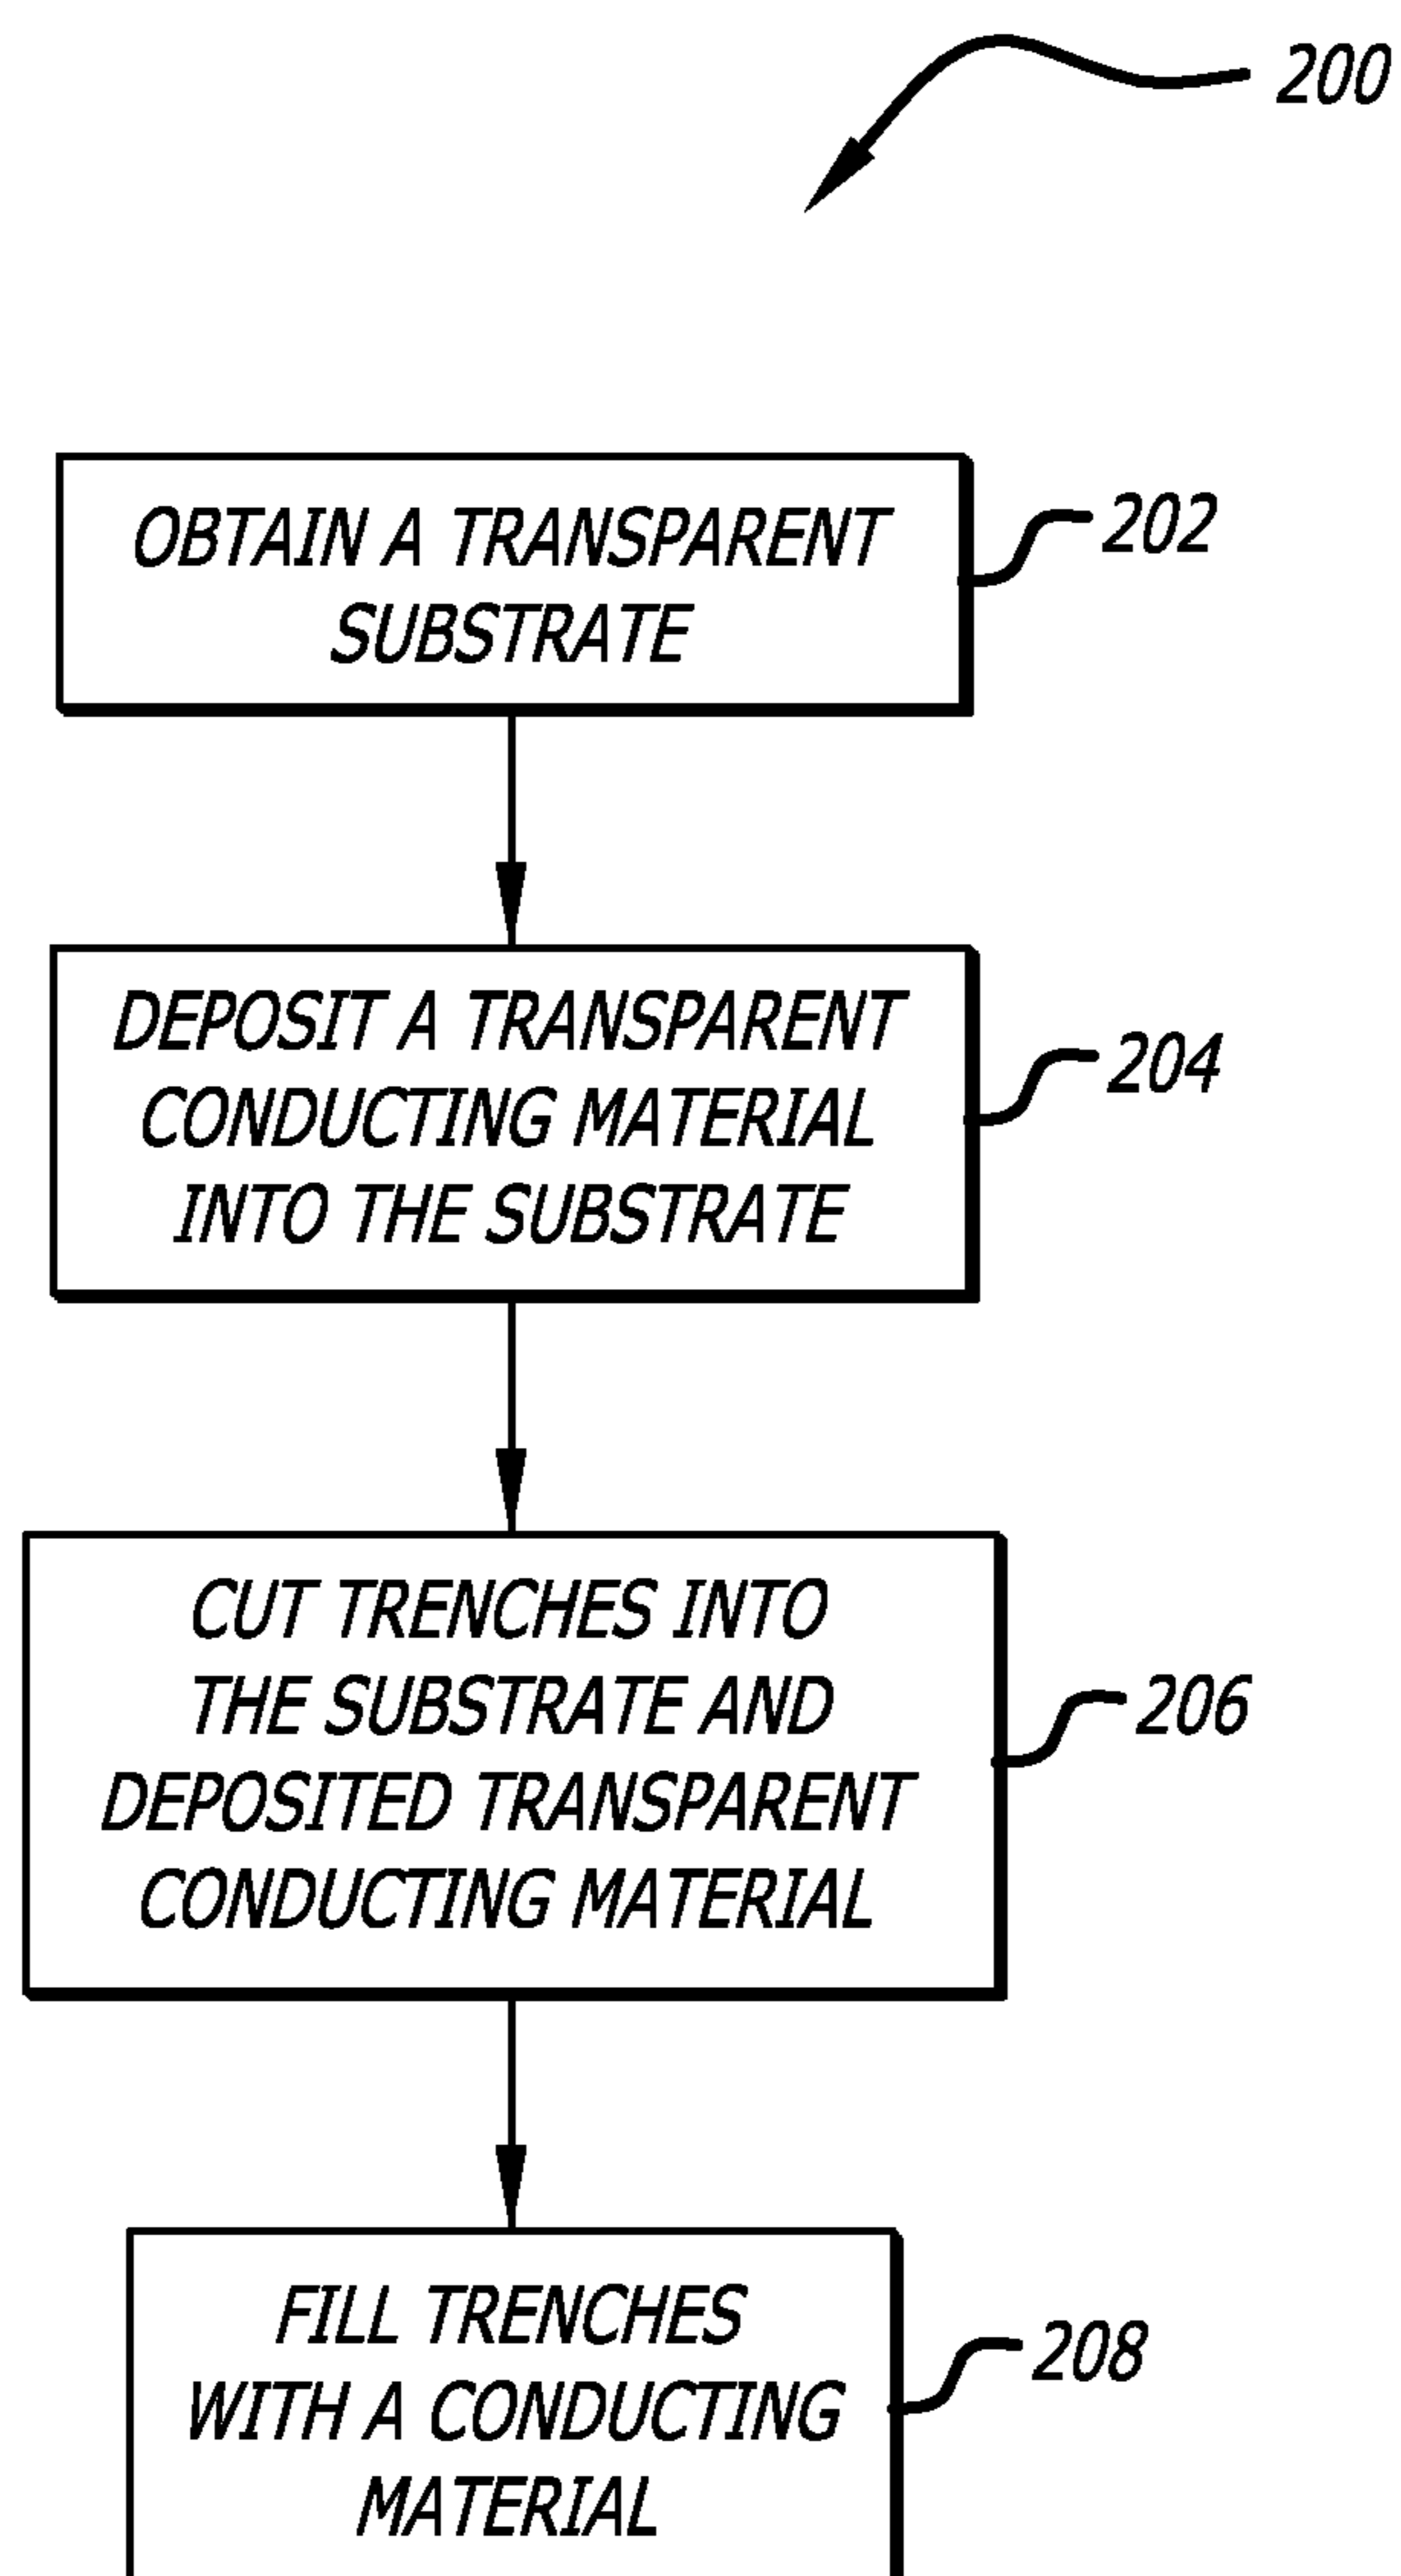 200
OBTAIN A TRANSPARENT
SUBSTRATE
202
DEPOSIT A TRANSPARENT
CONDUCTING MATERIAL
INTO THE SUBSTRATE
204
CUT TRENCHES INTO
THE SUBSTRATE AND
DEPOSITED TRANSPARENT
CONDUCTING MATERIAL
206
FILL TRENCHES
WITH A CONDUCTING
MATERIAL
208